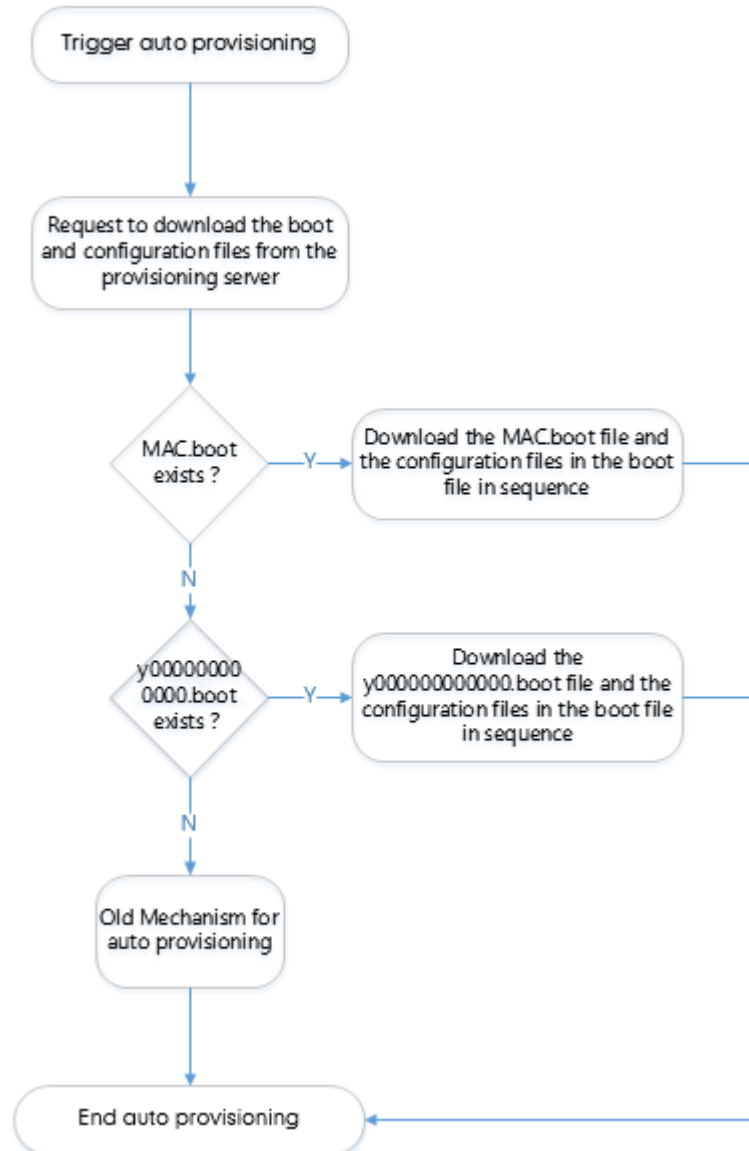 Trigger auto provisioning
Request to download the boot
and configuration files from the
provisioning server
MAC.boot
exists ?
Y
Download the MAC.boot file and
the configuration files in the boot
file in sequence
N
y00000000
0000.boot
exists ?
Y
Download the
y000000000000.boot file and the
configuration files in the boot file
in sequence
N
Old Mechanism for
auto provisioning
End auto provisioning